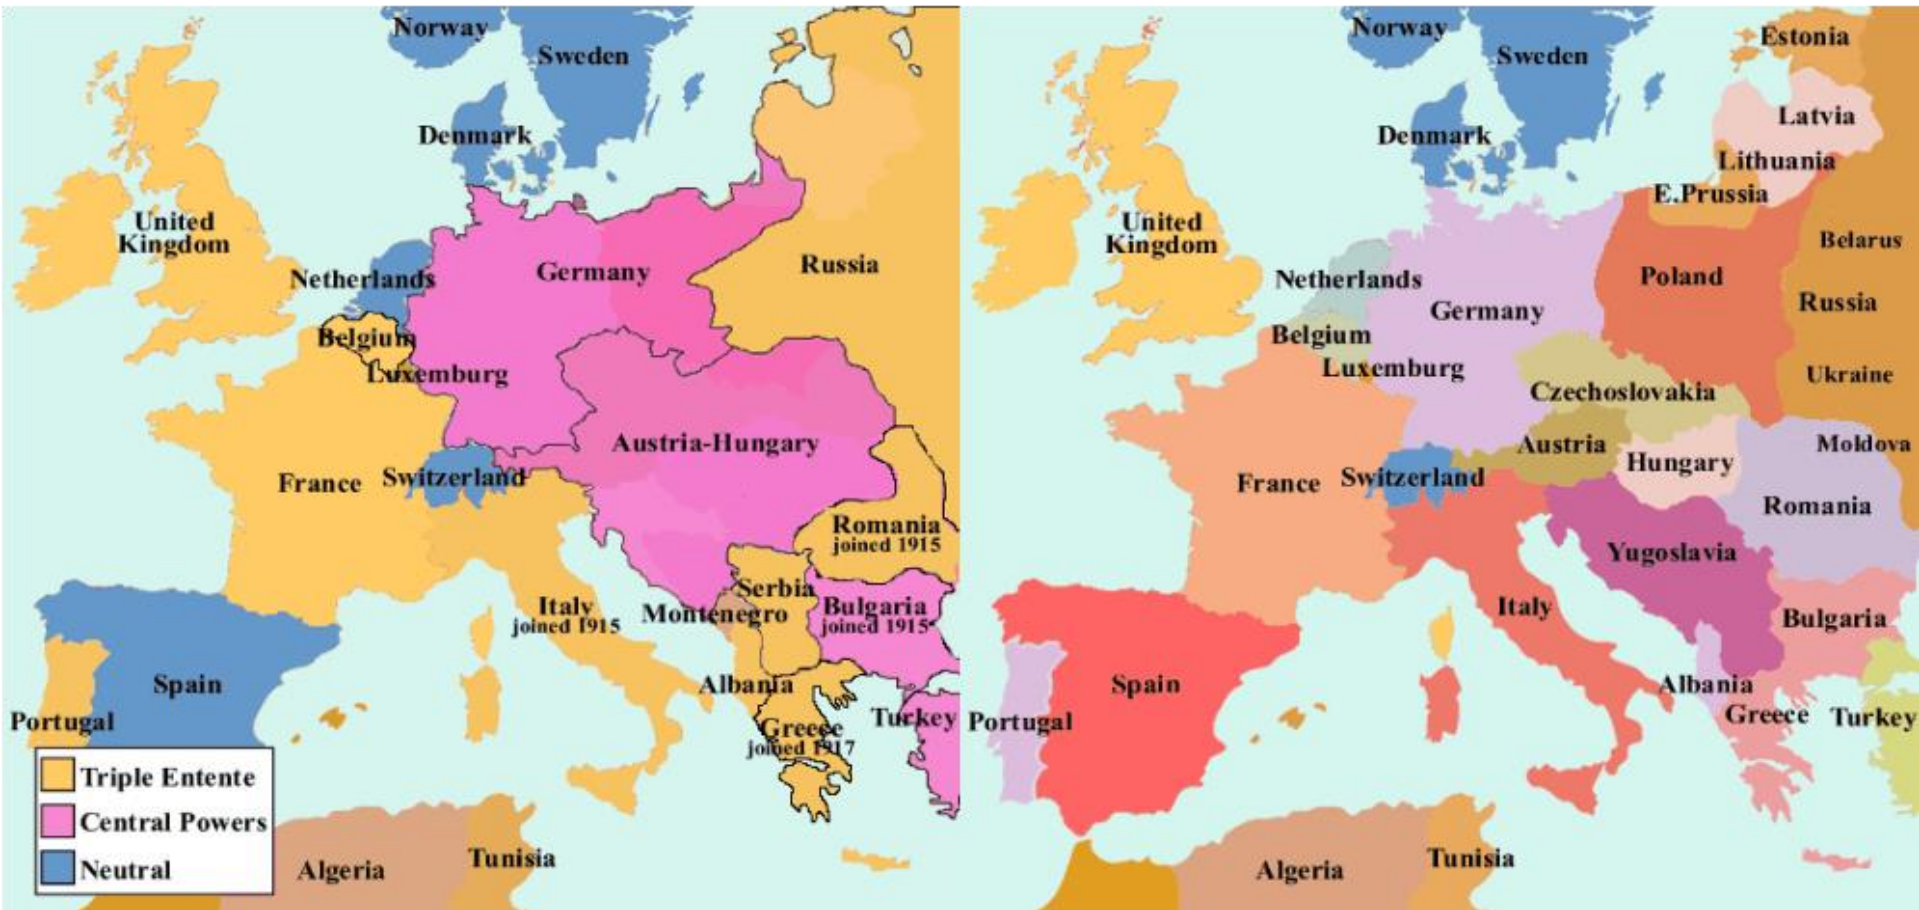 Norway
Sweden
Denmark
United
Kingdom
Netherlands
Germany
Russia
Belgium
Luxemburg
Austria-Hungary
France
Switzerland
Romania
joined 1915
Serbia
Italy
joined 1915
Montenegro
Bulgaria
joined 1915
Spain
Albania
Portugal
Greece
joined 1917
Turkey
Triple Entente
Central Powers
Neutral
Algeria
Tunisia
Norway
Sweden
Estonia
Latvia
Denmark
Lithuania
E.Prussia
United
Kingdom
Belarus
Netherlands
Poland
Germany
Russia
Belgium
Luxemburg
Ukraine
Czechoslovakia
Austria
Moldova
Hungary
France
Switzerland
Romania
Yugoslavia
Italy
Bulgaria
Spain
Albania
Portugal
Greece
Turkey
Algeria
Tunisia